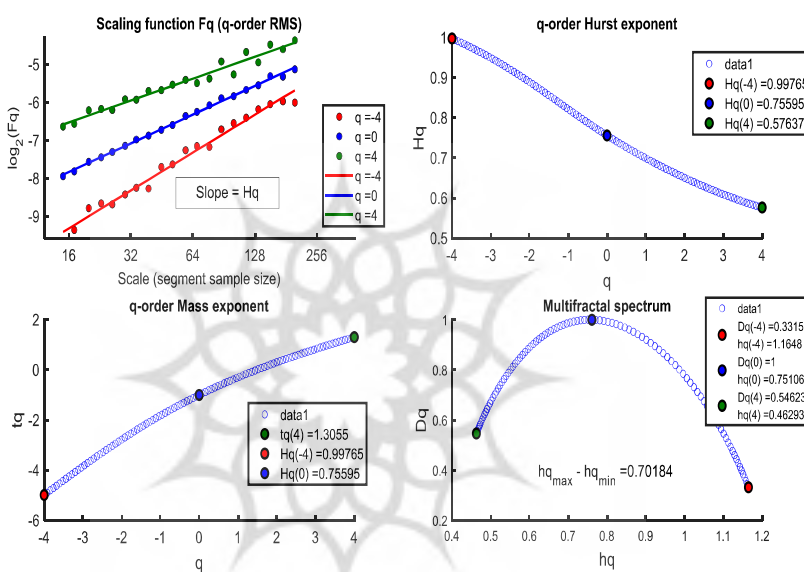 Scaling function Fq (q-order RMS)
log2(Fq)
-5
-6
-7
-8
-9
16 32 64 128 256
Scale (segment sample size)
Slope = Hq
q =-4
q =0
q =4
q =-4
q =0
q =4
q-order Hurst exponent
Hq
1
0.9
0.8
0.7
0.6
0.5
-4 -3 -2 -1 0 1 2 3 4
q
data1
Hq(-4) =0.99765
Hq(0) =0.75595
Hq(4) =0.57637
q-order Mass exponent
tq
2
0
-2
-4
-6
-4 -3 -2 -1 0 1 2 3 4
q
data1
tq(4) =1.3055
Hq(-4) =0.99765
Hq(0) =0.75595
Multifractal spectrum
Dq
1
0.8
0.6
0.4
0.2
0.4 0.5 0.6 0.7 0.8 0.9 1 1.1 1.2
hq
hqmax - hqmin =0.70184
data1
Dq(-4) =0.3315
hq(-4) =1.1648
Dq(0) =1
hq(0) =0.75106
Dq(4) =0.54623
hq(4) =0.46293